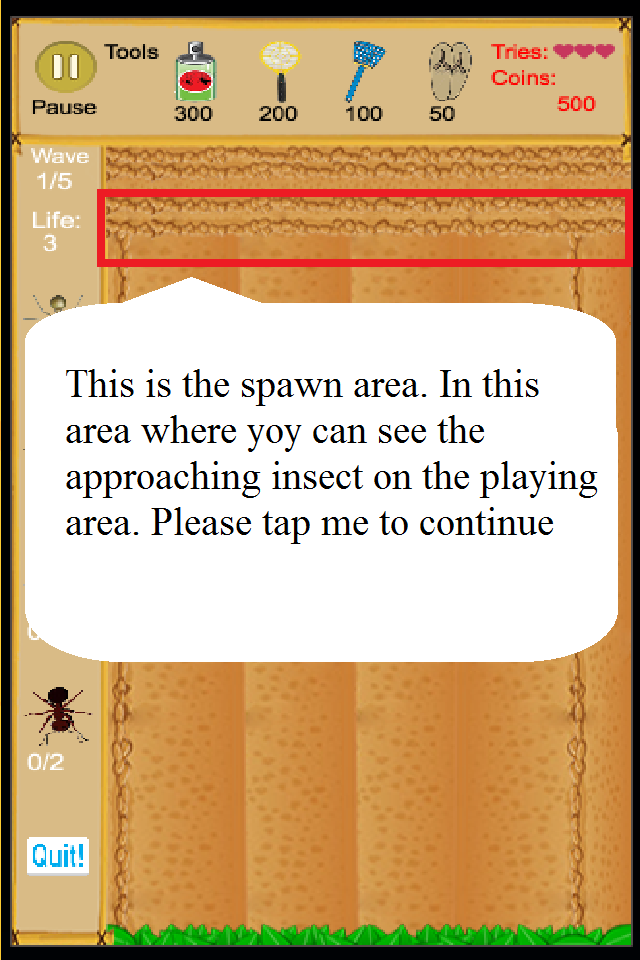 Tools
Tries:
Coins:
500
Pause
300
200
100
50
Wave
1/5
Life:
3
This is the spawn area. In this
area where yoy can see the
approaching insect on the playing
area. Please tap me to continue
0/2
Quit!